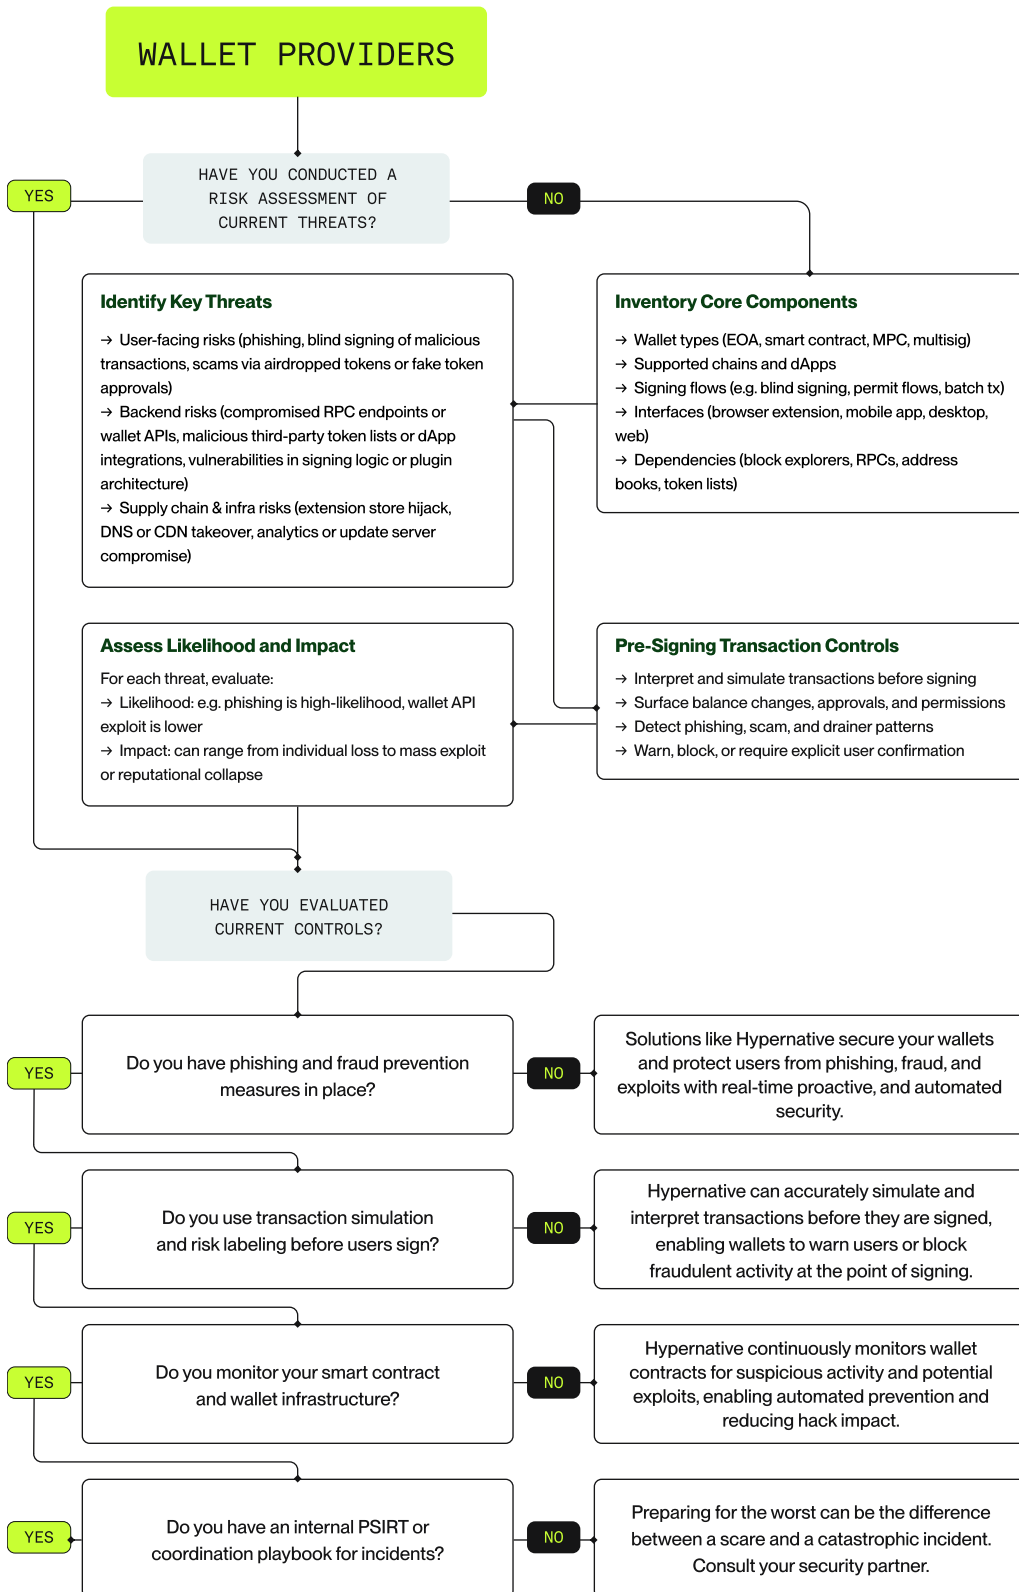 WALLET PROVIDERS
HAVE YOU CONDUCTED A
RISK ASSESSMENT OF
CURRENT THREATS?
YES
NO
Identify Key Threats
→ User-facing risks (phishing, blind signing of malicious
transactions, scams via airdropped tokens or fake token
approvals)
→ Backend risks (compromised RPC endpoints or
wallet APIs, malicious third-party token lists or dApp
integrations, vulnerabilities in signing logic or plugin
architecture)
→ Supply chain & infra risks (extension store hijack,
DNS or CDN takeover, analytics or update server
compromise)
Inventory Core Components
→ Wallet types (EOA, smart contract, MPC, multisig)
→ Supported chains and dApps
→ Signing flows (e.g. blind signing, permit flows, batch tx)
→ Interfaces (browser extension, mobile app, desktop,
web)
→ Dependencies (block explorers, RPCs, address
books, token lists)
Assess Likelihood and Impact
For each threat, evaluate:
→ Likelihood: e.g. phishing is high-likelihood, wallet API
exploit is lower
→ Impact: can range from individual loss to mass exploit
or reputational collapse
Pre-Signing Transaction Controls
→ Interpret and simulate transactions before signing
→ Surface balance changes, approvals, and permissions
→ Detect phishing, scam, and drainer patterns
→ Warn, block, or require explicit user confirmation
HAVE YOU EVALUATED
CURRENT CONTROLS?
YES
Do you have phishing and fraud prevention
measures in place?
NO
Solutions like Hypernative secure your wallets
and protect users from phishing, fraud, and
exploits with real-time proactive, and automated
security.
YES
Do you use transaction simulation
and risk labeling before users sign?
NO
Hypernative can accurately simulate and
interpret transactions before they are signed,
enabling wallets to warn users or block
fraudulent activity at the point of signing.
YES
Do you monitor your smart contract
and wallet infrastructure?
NO
Hypernative continuously monitors wallet
contracts for suspicious activity and potential
exploits, enabling automated prevention and
reducing hack impact.
YES
Do you have an internal PSIRT or
coordination playbook for incidents?
NO
Preparing for the worst can be the difference
between a scare and a catastrophic incident.
Consult your security partner.